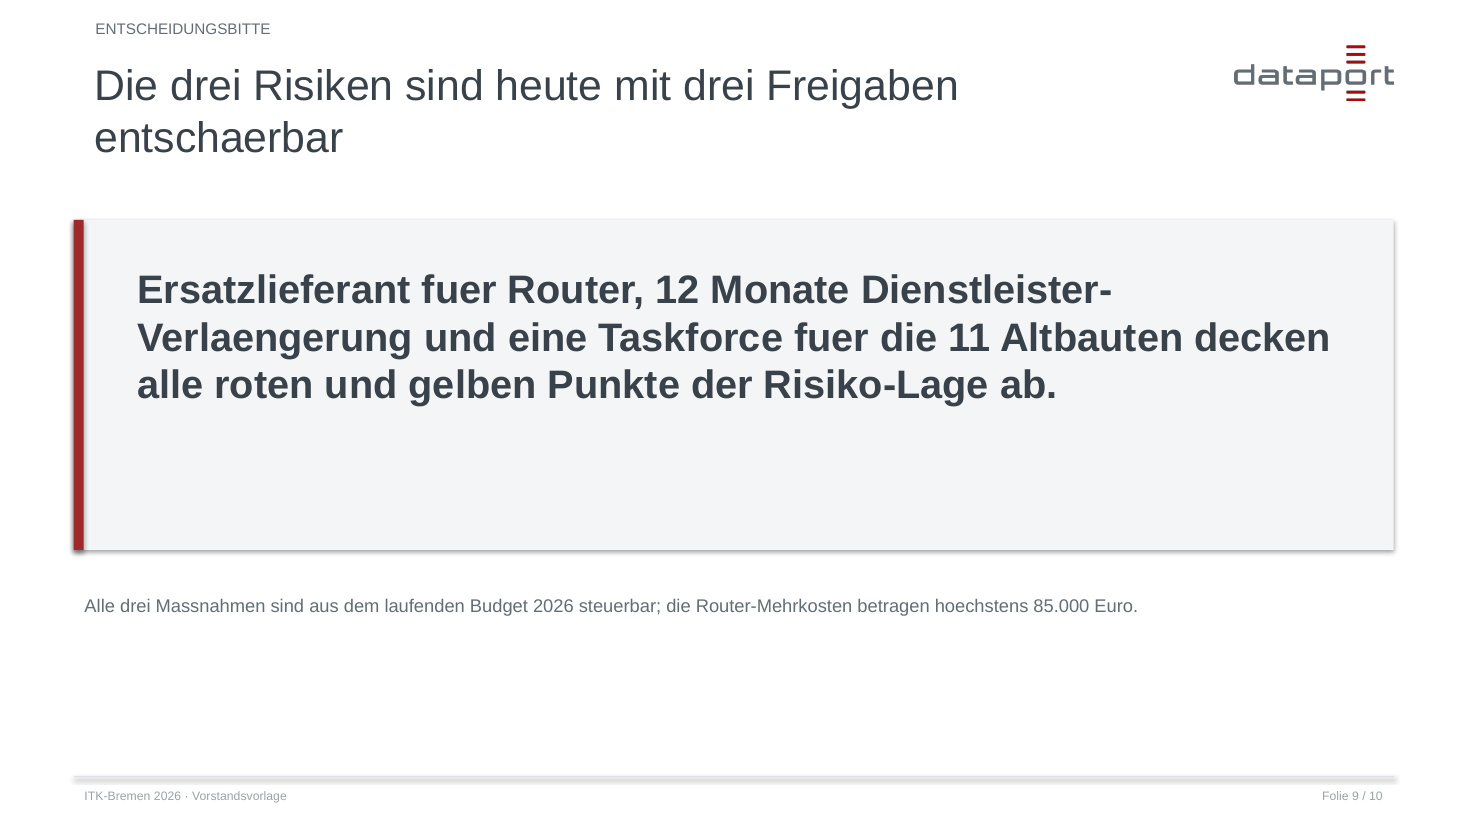 ENTSCHEIDUNGSBITTE
Die drei Risiken sind heute mit drei Freigaben
entschaerbar
dataport
Ersatzlieferant fuer Router, 12 Monate Dienstleister-
Verlaengerung und eine Taskforce fuer die 11 Altbauten decken
alle roten und gelben Punkte der Risiko-Lage ab.
Alle drei Massnahmen sind aus dem laufenden Budget 2026 steuerbar; die Router-Mehrkosten betragen hoechstens 85.000 Euro.
ITK-Bremen 2026 · Vorstandsvorlage
Folie 9 / 10